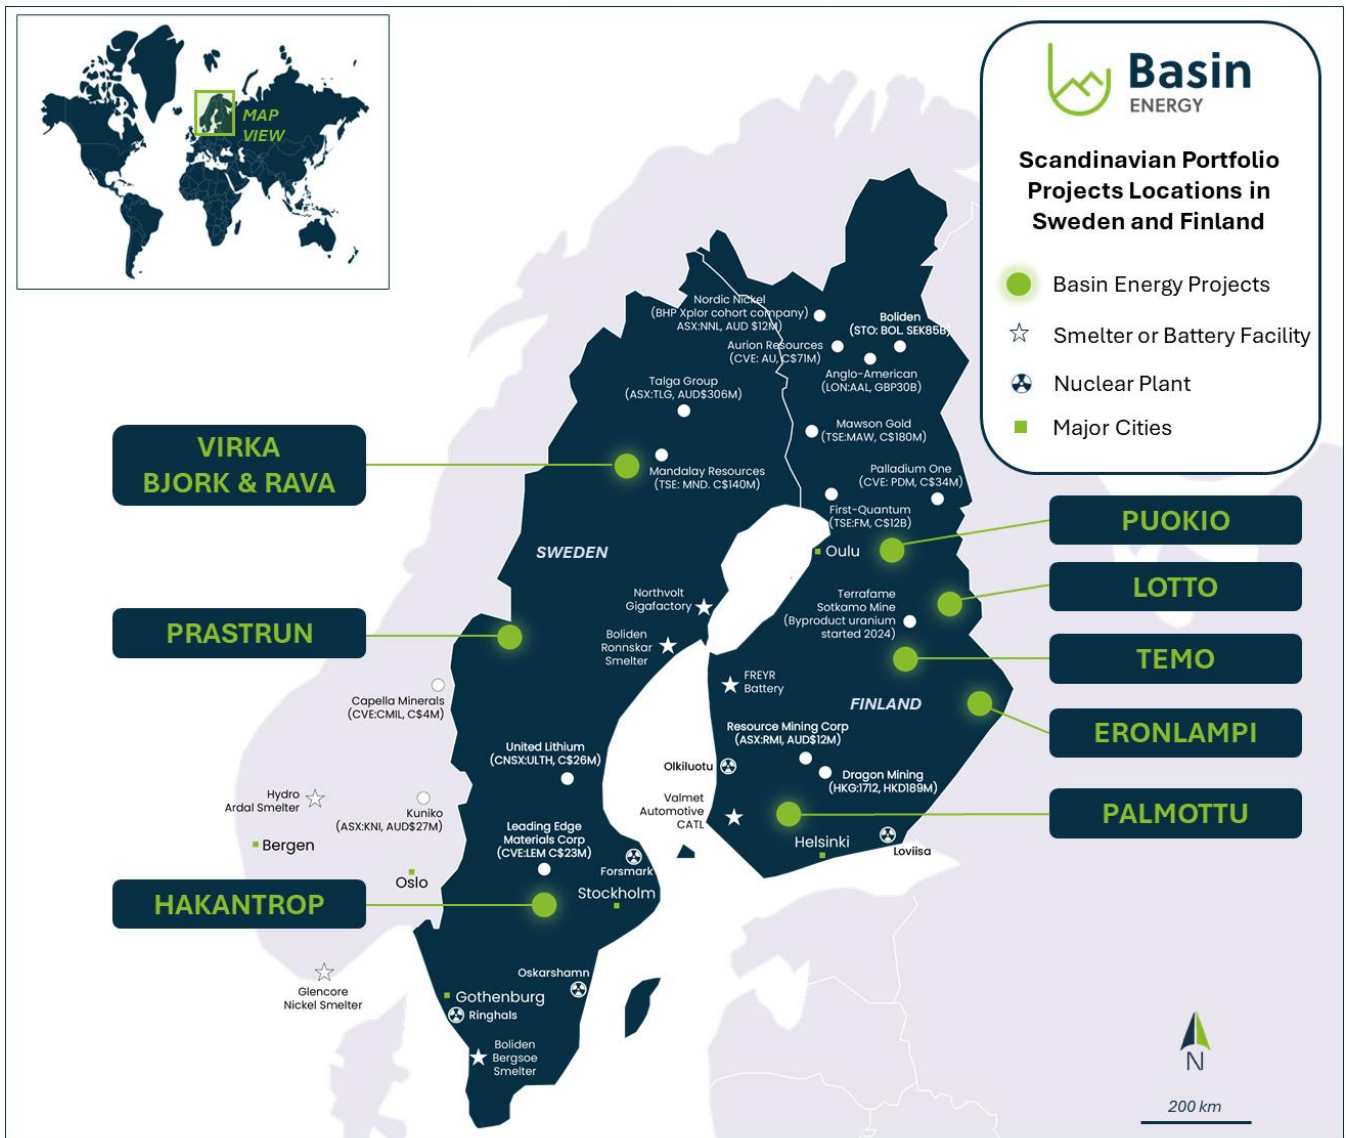 MAP
VIEW
Basin
ENERGY
Scandinavian Portfolio
Projects Locations in
Sweden and Finland
Basin Energy Projects
Smelter or Battery Facility
Nuclear Plant
Major Cities
Nordic Nickel
(BHP Xplor cohort company)
ASX:NNL, AUD $12M)
Boliden
(STO: BOL. SEK85B)
Aurion Resources
(CVE: AU, C$71M)
Anglo-American
(LON:AAL, GBP30B)
Talga Group
(ASX:TLG, AUD$306M)
Mawson Gold
(TSE:MAW, C$180M)
VIRKA
BJORK & RAVA
Mandalay Resources
(TSE: MND. C$140M)
Palladium One
(CVE: PDM, C$34M)
First-Quantum
(TSE:FM, C$12B)
PUOKIO
SWEDEN
Oulu
LOTTO
Northvolt
Gigafactory
Terrafame
Sotkamo Mine
(Byproduct uranium
started 2024)
PRASTRUN
Boliden
Ronnskar
Smelter
TEMO
FREYR
Battery
Capella Minerals
(CVE:CMIL, C$4M)
FINLAND
Resource Mining Corp
(ASX:RMI, AUD$12M)
ERONLAMPI
United Lithium
(CNSX:ULTH, C$26M)
Olkiluotu
Dragon Mining
(HKG:1712, HKD189M)
Hydro
Ardal Smelter
Kuniko
(ASX:KNI, AUD$27M)
Valmet
Automotive
CATL
PALMOTTU
Leading Edge
Materials Corp
(CVE:LEM C$23M)
Bergen
Helsinki
Loviisa
Forsmark
Oslo
Stockholm
HAKANTROP
Oskarshamn
Glencore
Nickel Smelter
Gothenburg
Ringhals
Boliden
Bergsoe
Smelter
N
200 km